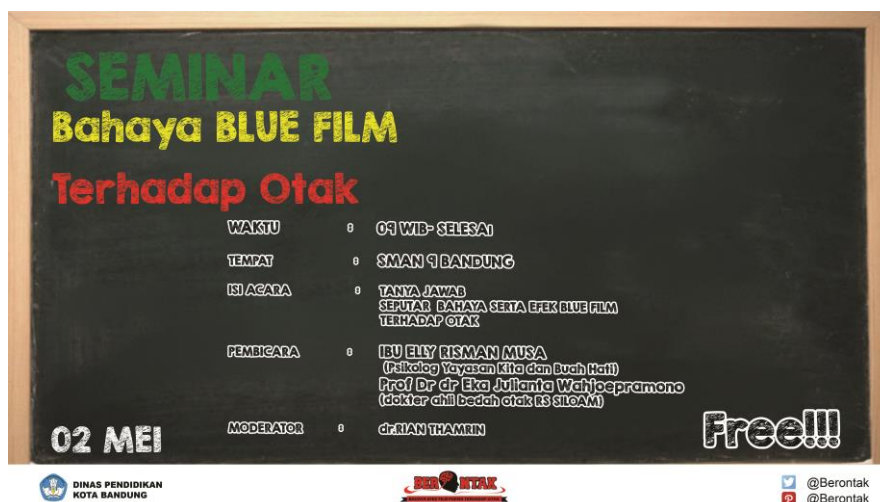 SEMINAR
Bahaya BLUE FILM
Terhadap Otak
WAKTU : 09 WIB- SELESAI
TEMPAT : SMAN 9 BANDUNG
ISI ACARA : TANYA JAWAB
SEPUTAR BAHAYA SERTA EFEK BLUE FILM
TERHADAP OTAK
PEMBICARA : IBU ELLY RISMAN MUSA
(Psikolog Yayasan Kita dan Buah Hati)
Prof Dr dr Eka Julianta Wahjoepramono
(dokter ahli bedah otak RS SILOAM)
MODERATOR : dr.RIAN THAMRIN
02 MEI
Free!!!
DINAS PENDIDIKAN
KOTA BANDUNG
BERONTAK
@Berontak
@Berontak